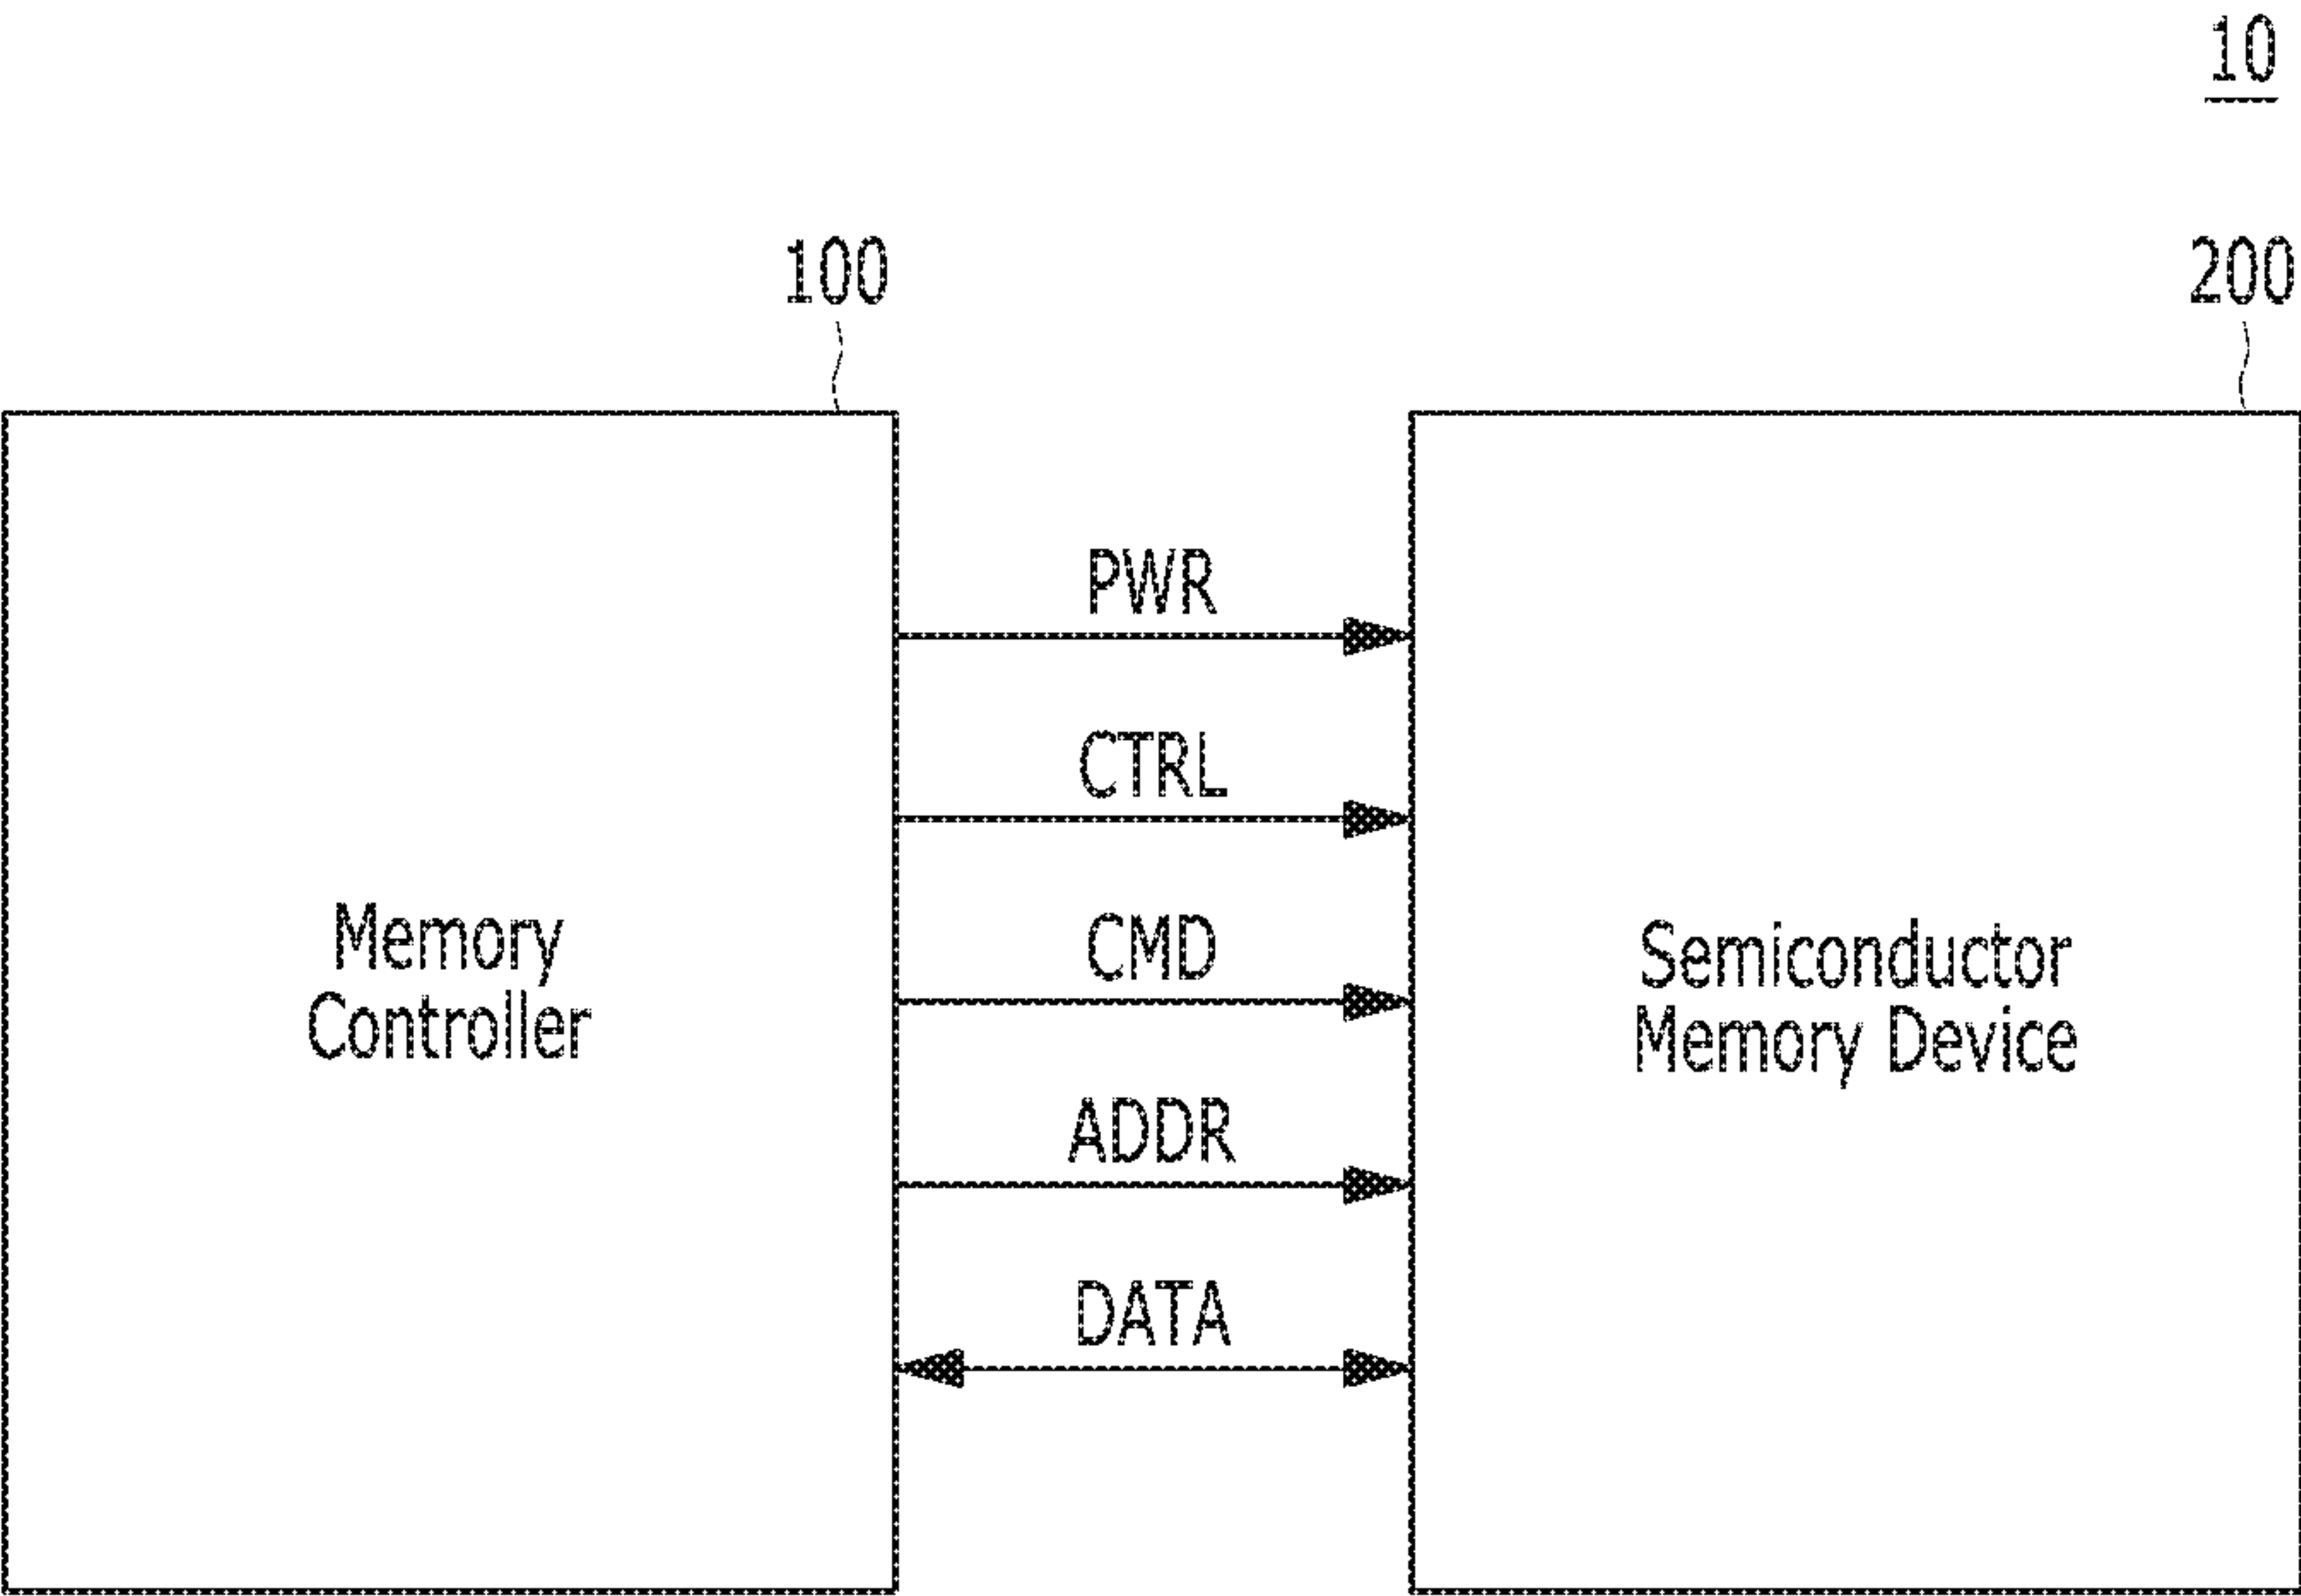 10
100
200
PWR
CTRL
CMD
ADDR
DATA
Memory
Controller
Semiconductor
Memory Device